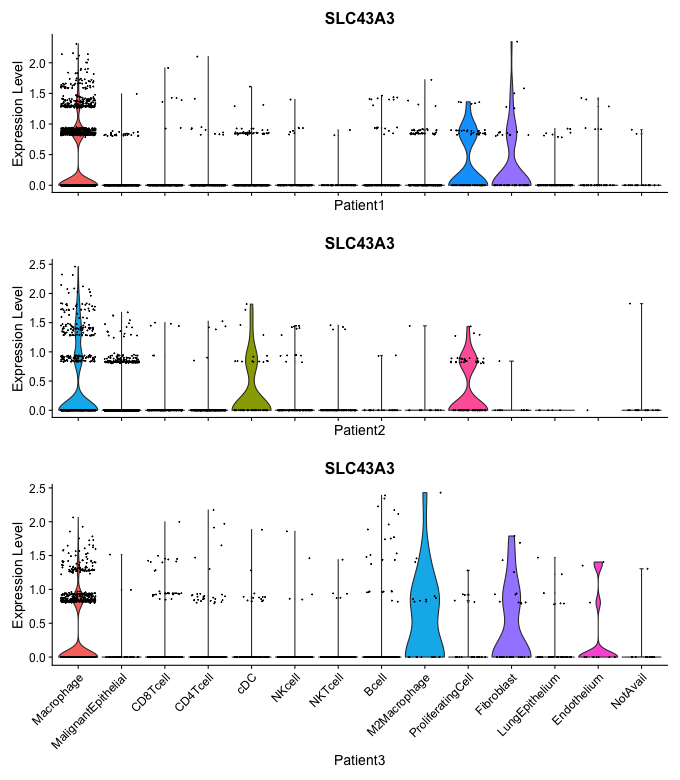 SLC43A3
Expression Level
2.0
1.5
1.0
0.5
0.0
Patient1
SLC43A3
Expression Level
2.5
2.0
1.5
1.0
0.5
0.0
Patient2
SLC43A3
Expression Level
2.5
2.0
1.5
1.0
0.5
0.0
Macrophage
MalignantEpithelial
CD8Tcell
CD4Tcell
cDC
NKcell
NKTcell
Bcell
M2Macrophage
ProliferatingCell
Fibroblast
LungEpithelium
Endothelium
NotAvail
Patient3